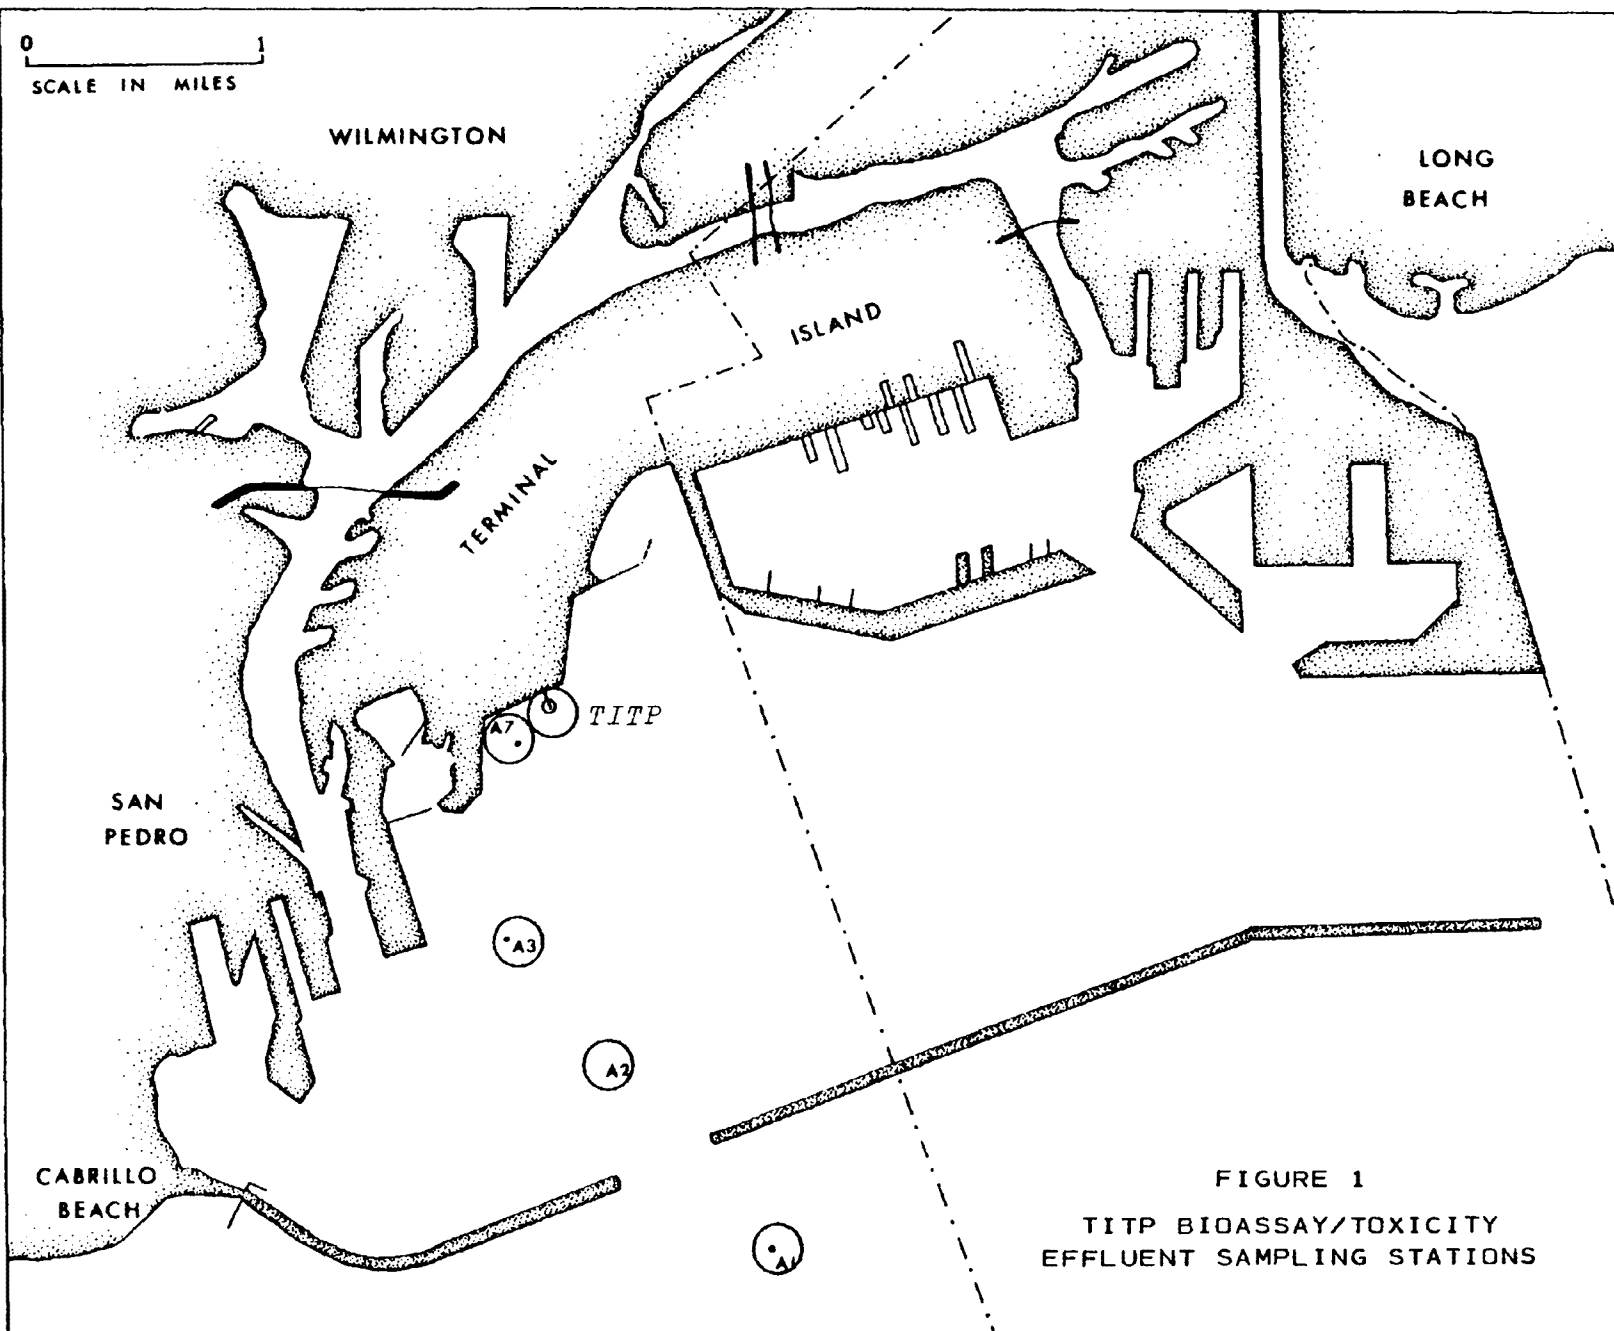 0 1
SCALE IN MILES
WILMINGTON
LONG
BEACH
ISLAND
TERMINAL
A7
TITP
SAN
PEDRO
A3
A2
CABRILLO
BEACH
A1
FIGURE 1
TITP BIOASSAY/TOXICITY
EFFLUENT SAMPLING STATIONS